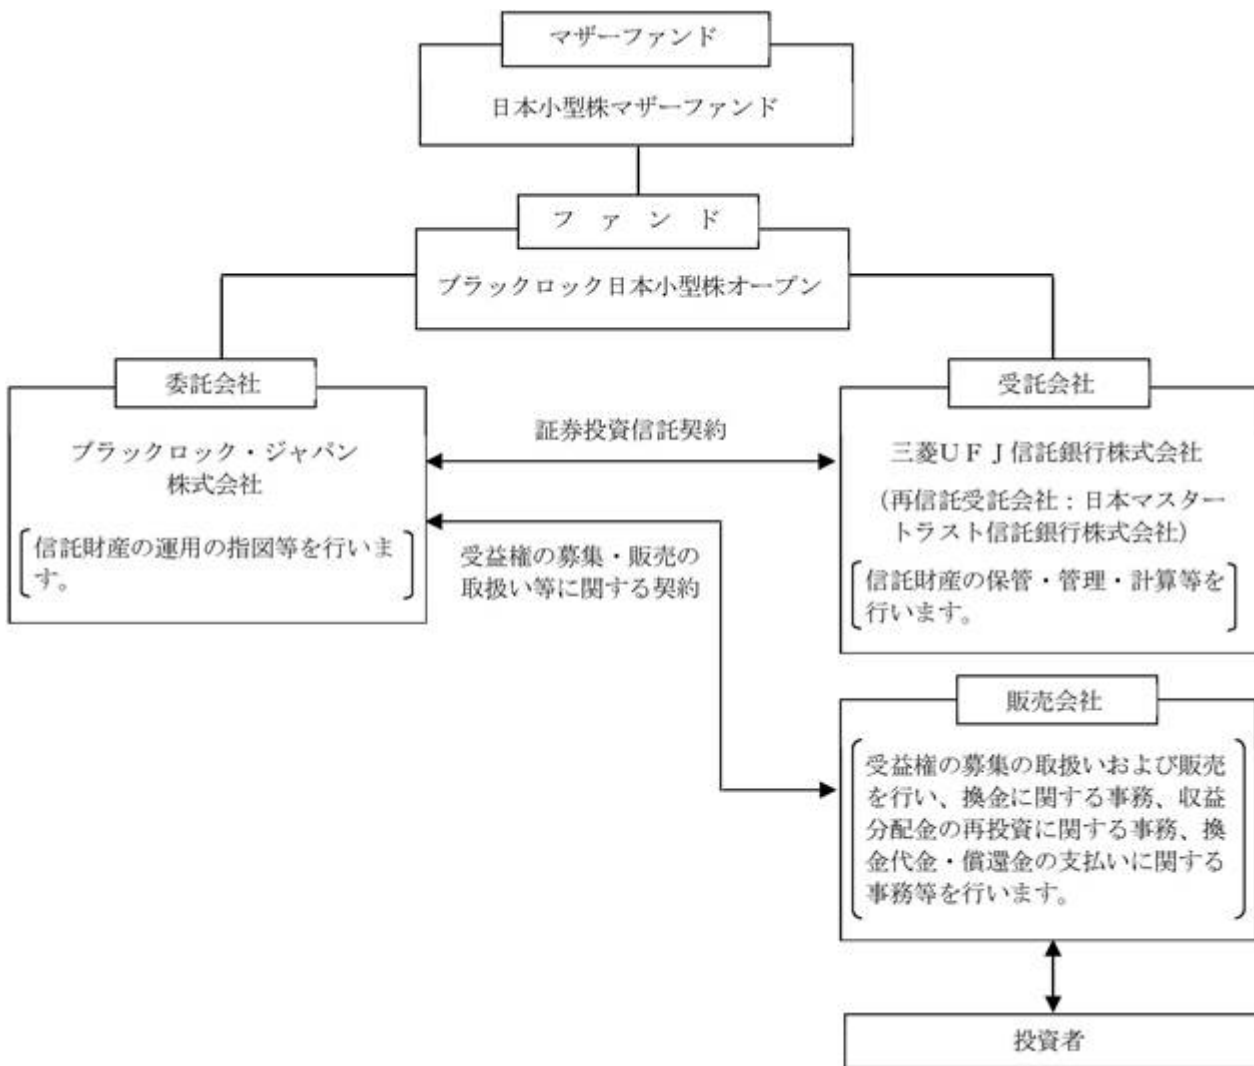 マザーファンド
日本小型株マザーファンド
ファンド
ブラックロック日本小型株オープン
委託会社
ブラックロック・ジャパン
株式会社
信託財産の運用の指図等を行いま
す。
証券投資信託契約
受益権の募集・販売の
取扱い等に関する契約
受託会社
三菱UFJ信託銀行株式会社
(再信託受託会社:日本マスター
トラスト信託銀行株式会社)
信託財産の保管・管理・計算等を
行います。
販売会社
受益権の募集の取扱いおよび販売
を行い、換金に関する事務、収益
分配金の再投資に関する事務、換
金代金・償還金の支払いに関する
事務等を行います。
投資者